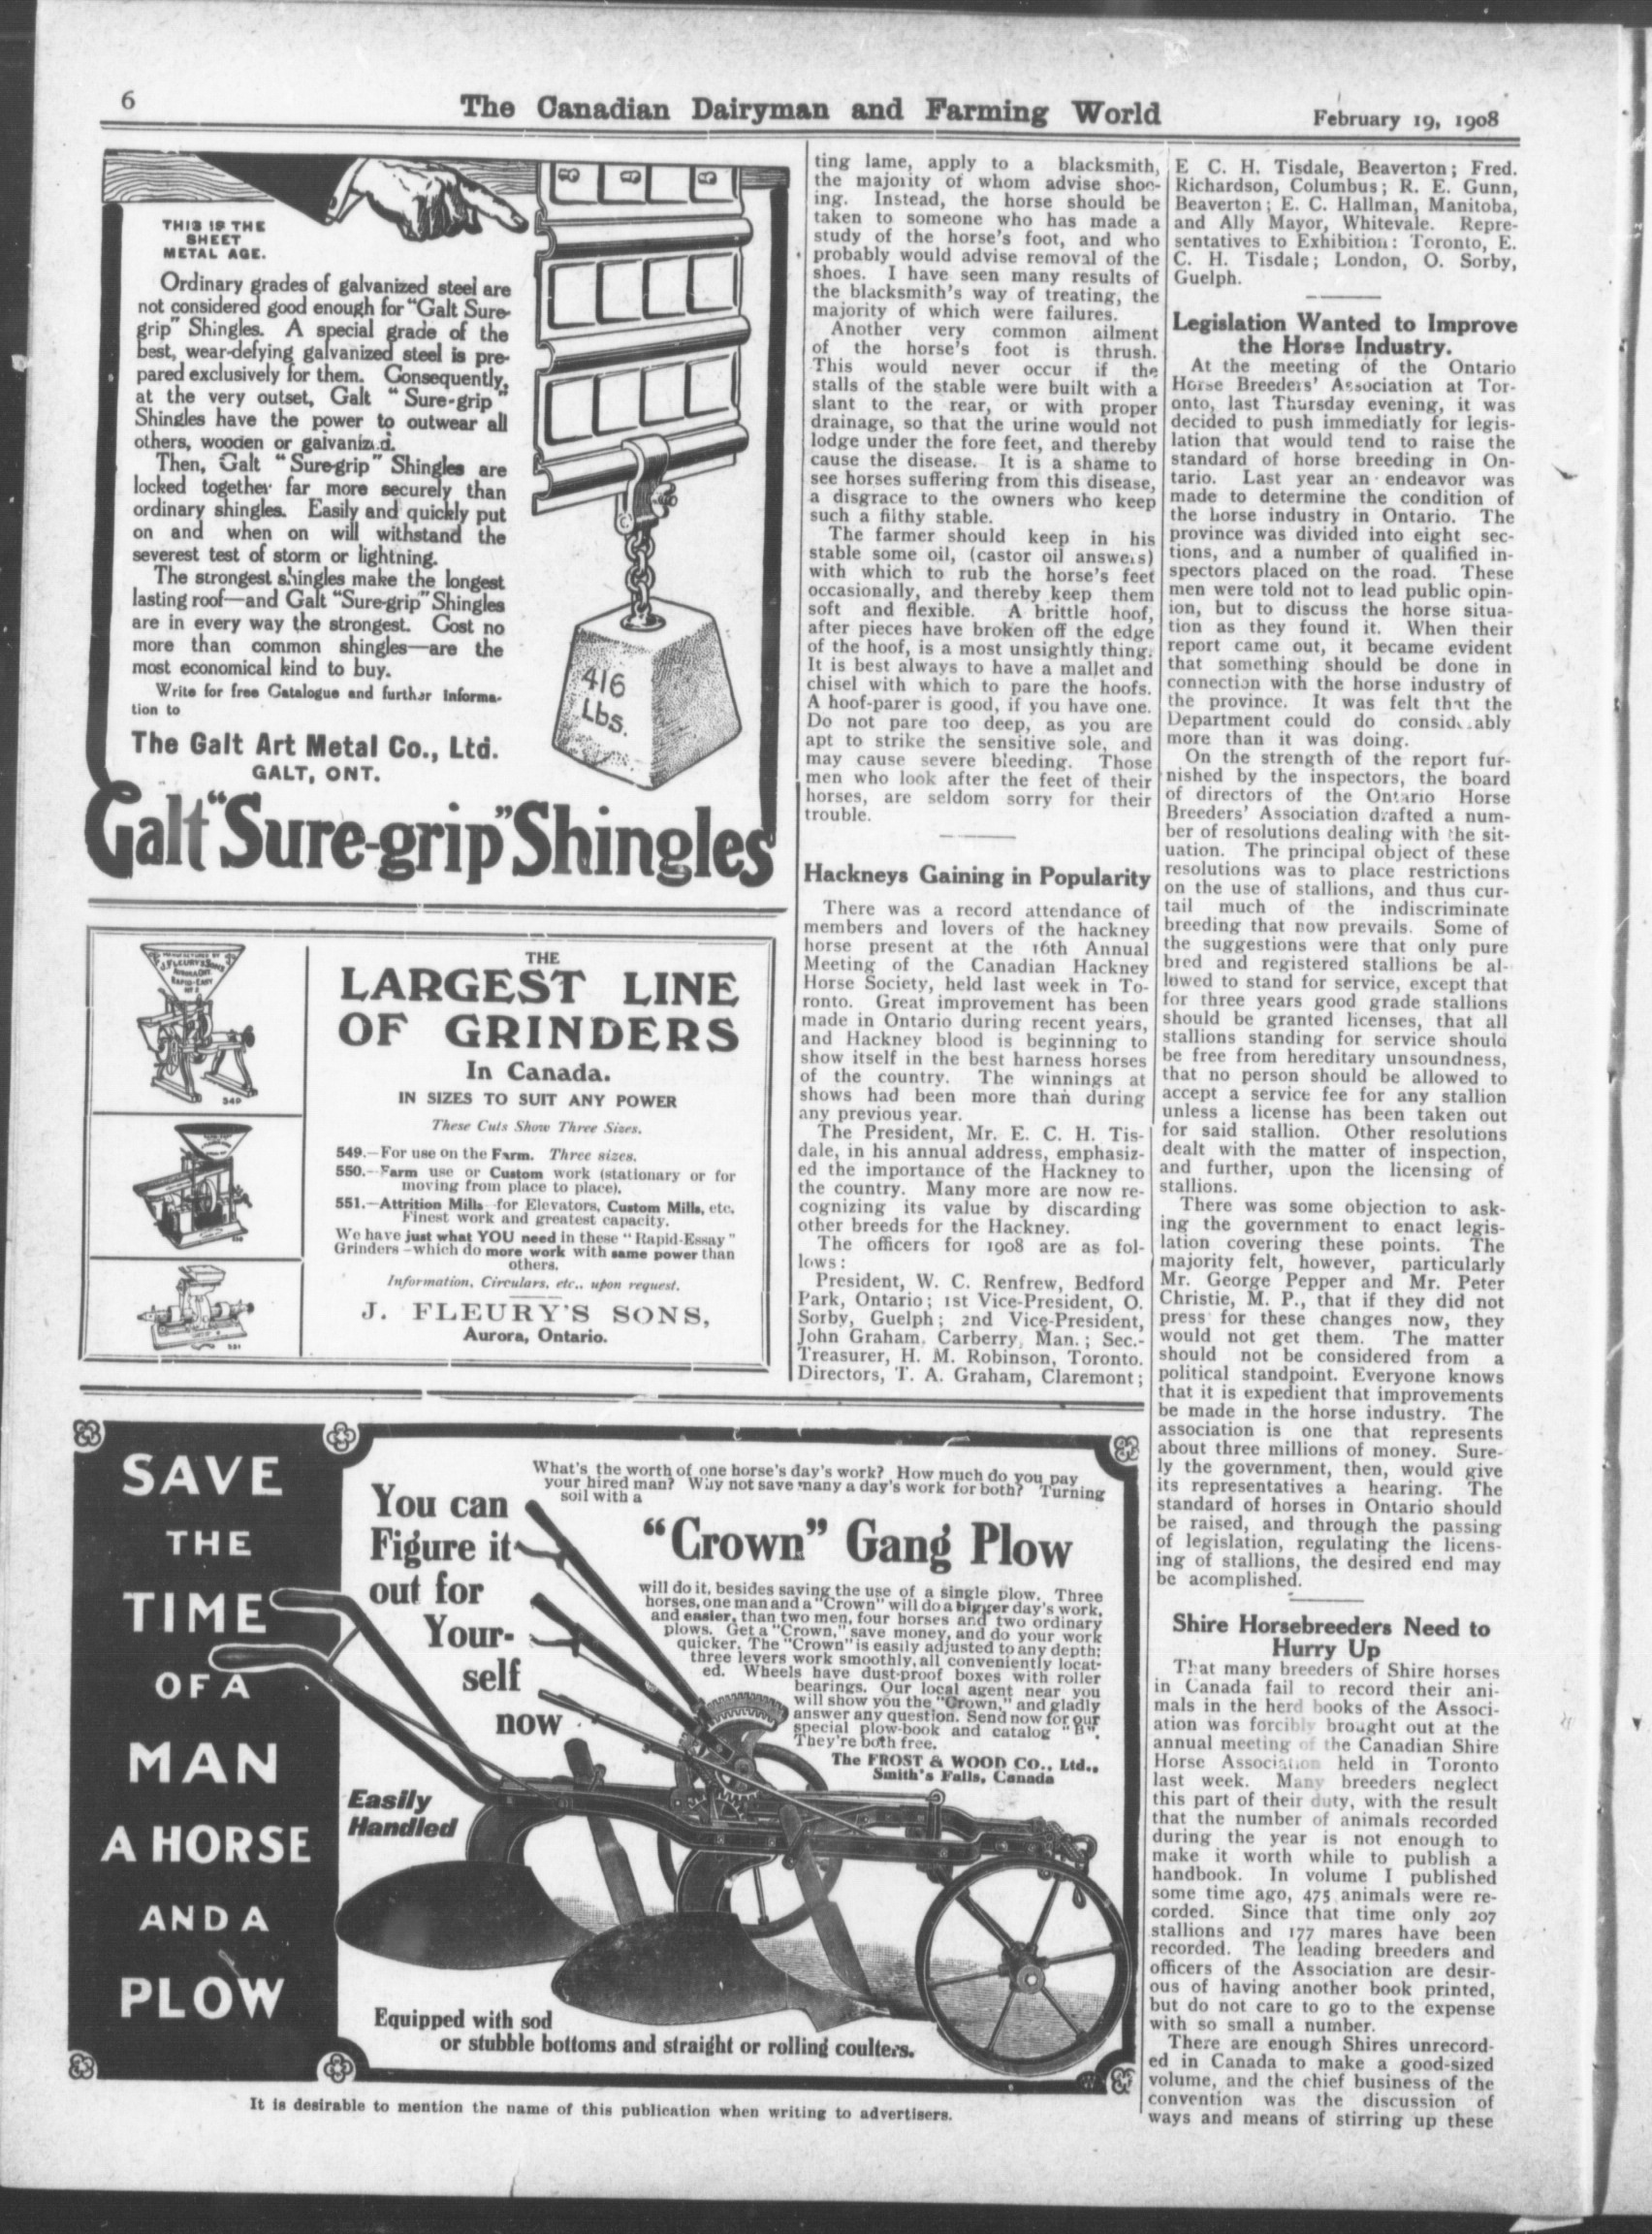 6
The Canadian Dairyman and Farming World
February 19, 1908
THIS IS THE
SHEET
METAL AGE.
Ordinary grades of galvanized steel are
not considered good enough for "Galt Sure-
grip" Shingles. A special grade of the
best, wear-defying galvanized steel is pre-
pared exclusively for them. Consequently,
at the very outset, Galt "Sure-grip"
Shingles have the power to outwear all
others, wooden or galvanized.
Then, Galt "Sure-grip" Shingles are
locked together far more securely than
ordinary shingles. Easily and quickly put
on and when on will withstand the
severest test of storm or lightning.
The strongest shingles make the longest
lasting roof—and Galt "Sure-grip" Shingles
are in every way the strongest. Cost no
more than common shingles—are the
most economical kind to buy.
Write for free Catalogue and further Informa-
tion to
The Galt Art Metal Co., Ltd.
GALT, ONT.
416
Lbs.
Galt "Sure-grip" Shingles
MANUFACTURED BY
J. FLEURY'S SONS
AURORA, ONT.
RAPID-EASY
549
551
THE
LARGEST LINE
OF GRINDERS
In Canada.
IN SIZES TO SUIT ANY POWER
These Cuts Show Three Sizes.
549.—For use on the Farm. Three sizes.
550.—Farm use or Custom work (stationary or for
moving from place to place).
551.—Attrition Mills—for Elevators, Custom Mills, etc.
Finest work and greatest capacity.
We have just what YOU need in these "Rapid-Essay"
Grinders—which do more work with same power than
others.
Information, Circulars, etc., upon request.
J. FLEURY'S SONS,
Aurora, Ontario.
SAVE
THE
TIME
OF A
MAN
A HORSE
AND A
PLOW
You can
Figure it
out for
Your-
self
now
What's the worth of one horse's day's work? How much do you pay
your hired man? Why not save many a day's work for both? Turning
soil with a
"Crown" Gang Plow
will do it, besides saving the use of a single plow. Three
horses, one man and a "Crown" will do a bigger day's work,
and easier, than two men, four horses and two ordinary
plows. Get a "Crown," save money, and do your work
quicker. The "Crown" is easily adjusted to any depth;
three levers work smoothly, all conveniently locat-
ed. Wheels have dust-proof boxes with roller
bearings. Our local agent near you
will show you the "Crown," and gladly
answer any question. Send now for our
special plow-book and catalog "B".
They're both free.
The FROST & WOOD CO., Ltd.,
Smith's Falls, Canada
Easily
Handled
Equipped with sod
or stubble bottoms and straight or rolling coulters.
It is desirable to mention the name of this publication when writing to advertisers.
ting lame, apply to a blacksmith,
the majority of whom advise shoe-
ing. Instead, the horse should be
taken to someone who has made a
study of the horse's foot, and who
probably would advise removal of the
shoes. I have seen many results of
the blacksmith's way of treating, the
majority of which were failures.
Another very common ailment
of the horse's foot is thrush.
This would never occur if the
stalls of the stable were built with a
slant to the rear, or with proper
drainage, so that the urine would not
lodge under the fore feet, and thereby
cause the disease. It is a shame to
see horses suffering from this disease,
a disgrace to the owners who keep
such a filthy stable.
The farmer should keep in his
stable some oil, (castor oil answers)
with which to rub the horse's feet
occasionally, and thereby keep them
soft and flexible. A brittle hoof,
after pieces have broken off the edge
of the hoof, is a most unsightly thing.
It is best always to have a mallet and
chisel with which to pare the hoofs.
A hoof-parer is good, if you have one.
Do not pare too deep, as you are
apt to strike the sensitive sole, and
may cause severe bleeding. Those
men who look after the feet of their
horses, are seldom sorry for their
trouble.
Hackneys Gaining in Popularity
There was a record attendance of
members and lovers of the hackney
horse present at the 16th Annual
Meeting of the Canadian Hackney
Horse Society, held last week in To-
ronto. Great improvement has been
made in Ontario during recent years,
and Hackney blood is beginning to
show itself in the best harness horses
of the country. The winnings at
shows had been more than during
any previous year.
The President, Mr. E. C. H. Tis-
dale, in his annual address, emphasiz-
ed the importance of the Hackney to
the country. Many more are now re-
cognizing its value by discarding
other breeds for the Hackney.
The officers for 1908 are as fol-
lows:
President, W. C. Renfrew, Bedford
Park, Ontario; 1st Vice-President, O.
Sorby, Guelph; 2nd Vice-President,
John Graham, Carberry, Man.; Sec.-
Treasurer, H. M. Robinson, Toronto.
Directors, T. A. Graham, Claremont;
E C. H. Tisdale, Beaverton; Fred.
Richardson, Columbus; R. E. Gunn,
Beaverton; E. C. Hallman, Manitoba,
and Ally Mayor, Whitevale. Repre-
sentatives to Exhibition: Toronto, E.
C. H. Tisdale; London, O. Sorby,
Guelph.
Legislation Wanted to Improve
the Horse Industry.
At the meeting of the Ontario
Horse Breeders' Association at Tor-
onto, last Thursday evening, it was
decided to push immediatly for legis-
lation that would tend to raise the
standard of horse breeding in On-
tario. Last year an endeavor was
made to determine the condition of
the horse industry in Ontario. The
province was divided into eight sec-
tions, and a number of qualified in-
spectors placed on the road. These
men were told not to lead public opin-
ion, but to discuss the horse situa-
tion as they found it. When their
report came out, it became evident
that something should be done in
connection with the horse industry of
the province. It was felt that the
Department could do considerably
more than it was doing.
On the strength of the report fur-
nished by the inspectors, the board
of directors of the Ontario Horse
Breeders' Association drafted a num-
ber of resolutions dealing with the sit-
uation. The principal object of these
resolutions was to place restrictions
on the use of stallions, and thus cur-
tail much of the indiscriminate
breeding that now prevails. Some of
the suggestions were that only pure
bred and registered stallions be al-
lowed to stand for service, except that
for three years good grade stallions
should be granted licenses, that all
stallions standing for service should
be free from hereditary unsoundness,
that no person should be allowed to
accept a service fee for any stallion
unless a license has been taken out
for said stallion. Other resolutions
dealt with the matter of inspection,
and further, upon the licensing of
stallions.
There was some objection to ask-
ing the government to enact legis-
lation covering these points. The
majority felt, however, particularly
Mr. George Pepper and Mr. Peter
Christie, M. P., that if they did not
press for these changes now, they
would not get them. The matter
should not be considered from a
political standpoint. Everyone knows
that it is expedient that improvements
be made in the horse industry. The
association is one that represents
about three millions of money. Sure-
ly the government, then, would give
its representatives a hearing. The
standard of horses in Ontario should
be raised, and through the passing
of legislation, regulating the licens-
ing of stallions, the desired end may
be acomplished.
Shire Horsebreeders Need to
Hurry Up
That many breeders of Shire horses
in Canada fail to record their ani-
mals in the herd books of the Associ-
ation was forcibly brought out at the
annual meeting of the Canadian Shire
Horse Association held in Toronto
last week. Many breeders neglect
this part of their duty, with the result
that the number of animals recorded
during the year is not enough to
make it worth while to publish a
handbook. In volume I published
some time ago, 475 animals were re-
corded. Since that time only 207
stallions and 177 mares have been
recorded. The leading breeders and
officers of the Association are desir-
ous of having another book printed,
but do not care to go to the expense
with so small a number.
There are enough Shires unrecord-
ed in Canada to make a good-sized
volume, and the chief business of the
convention was the discussion of
ways and means of stirring up these